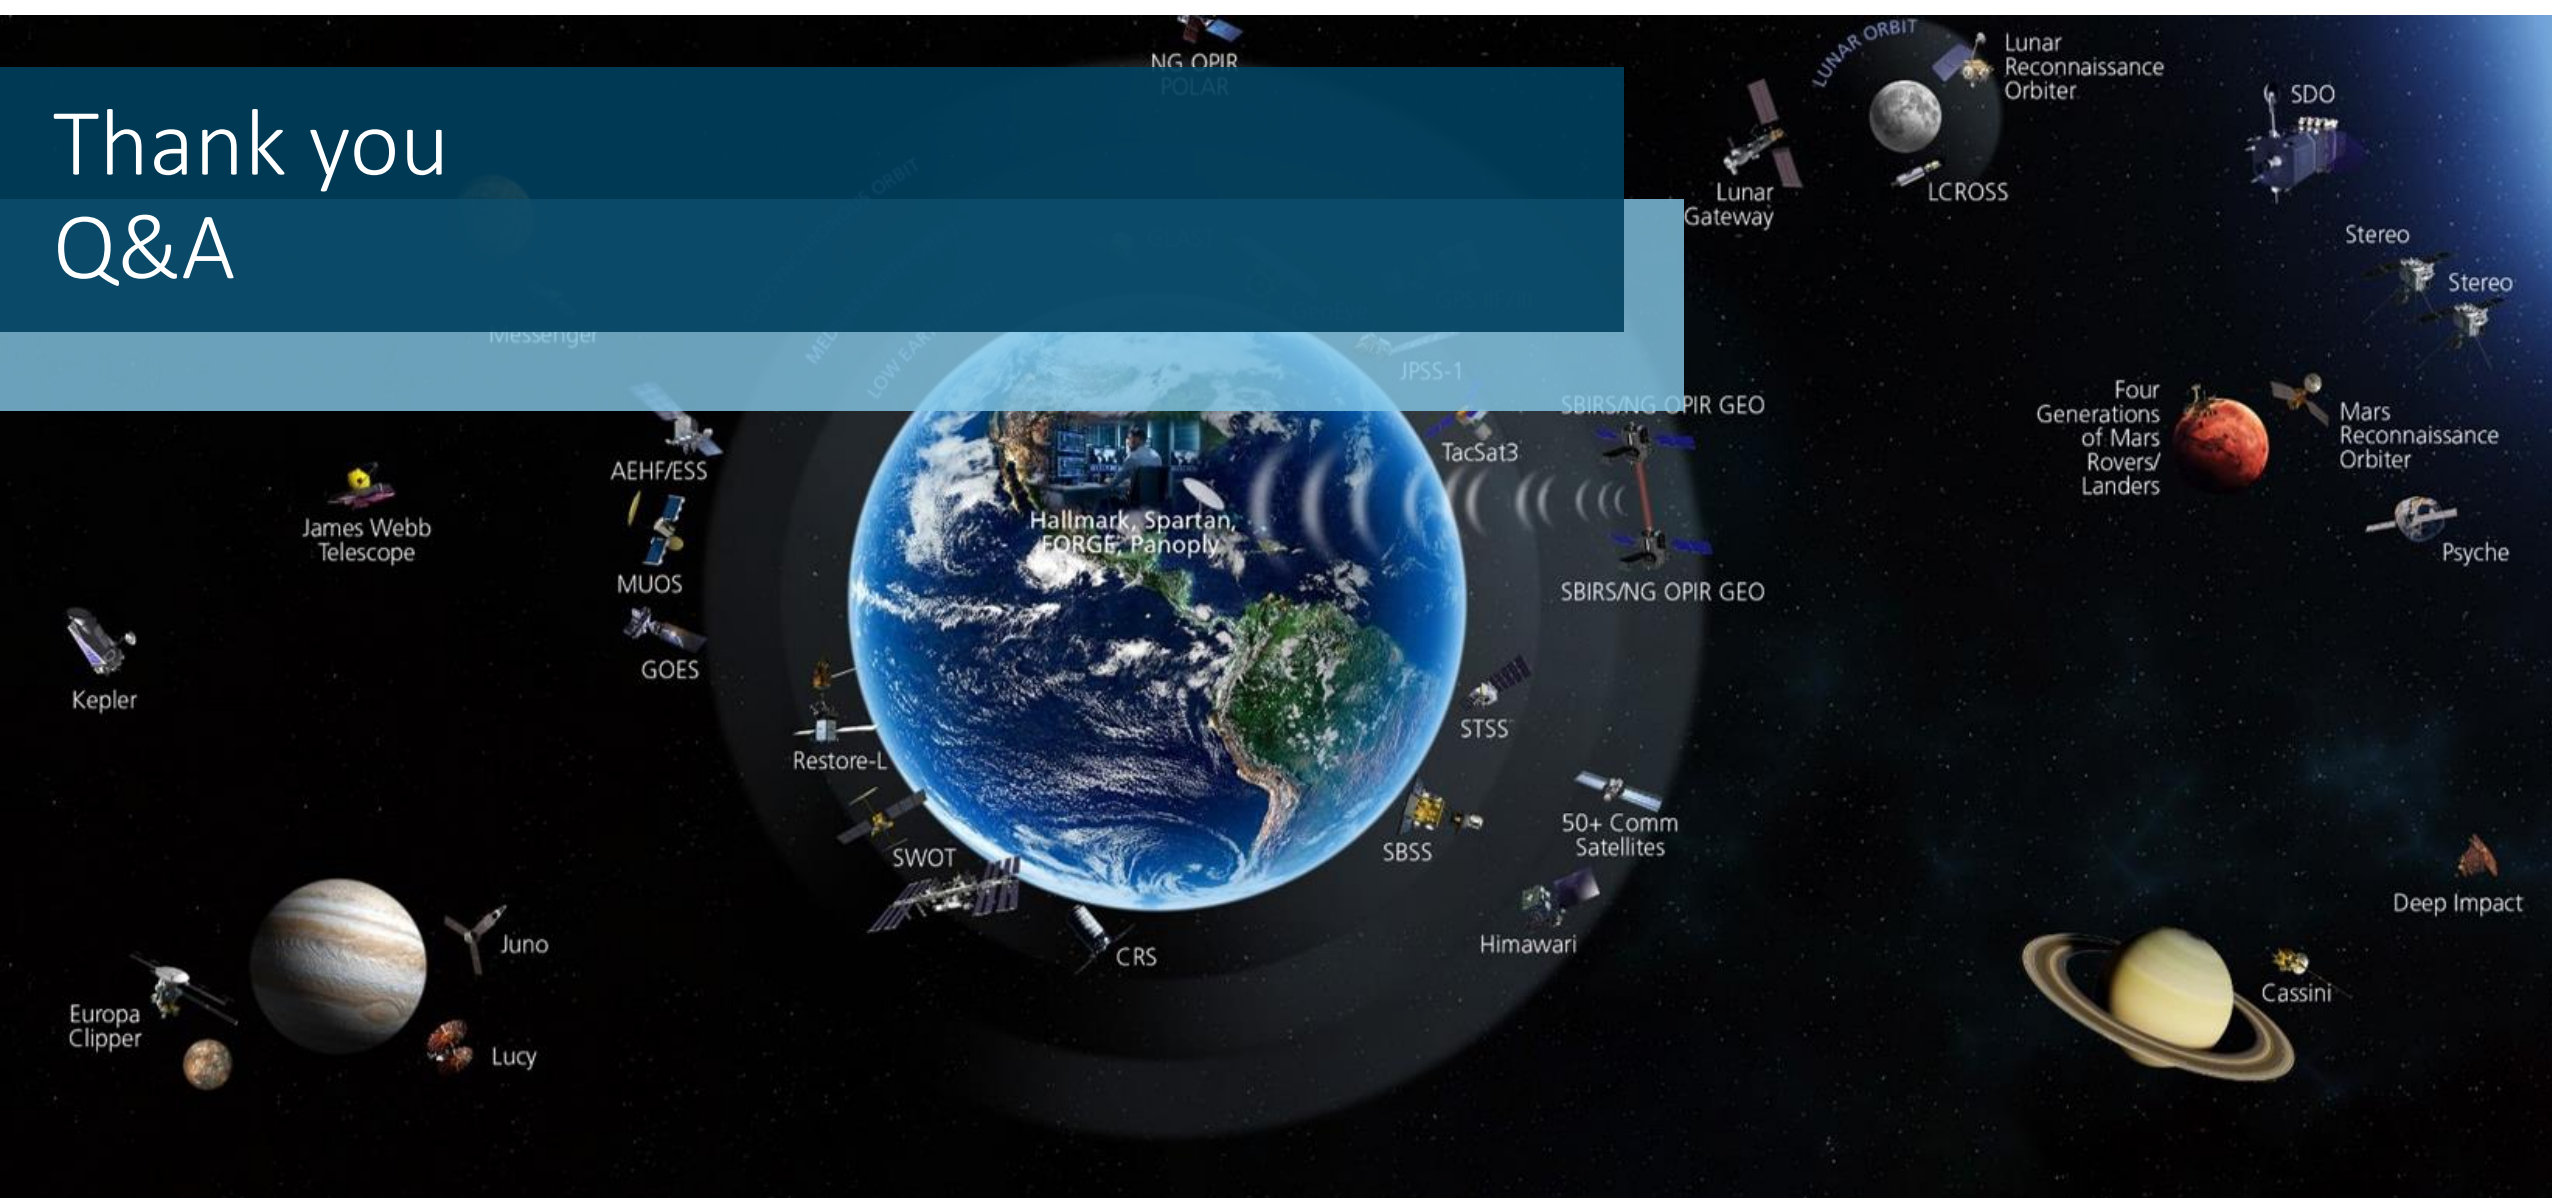 NG OPIR
POLAR
Thank you
Q&A
LUNAR ORBIT
Lunar
Reconnaissance
Orbiter
SDO
Lunar
Gateway
LCROSS
Stereo
Stereo
Messenger
JPSS-1
SBIRS/NG OPIR GEO
Four
Generations
of Mars
Rovers/
Landers
Mars
Reconnaissance
Orbiter
AEHF/ESS
TacSat3
James Webb
Telescope
Hallmark, Spartan,
FORGE, Panoply
MUOS
SBIRS/NG OPIR GEO
Psyche
GOES
Kepler
STSS
Restore-L
50+ Comm
Satellites
SWOT
SBSS
Deep Impact
Juno
CRS
Himawari
Cassini
Europa
Clipper
Lucy